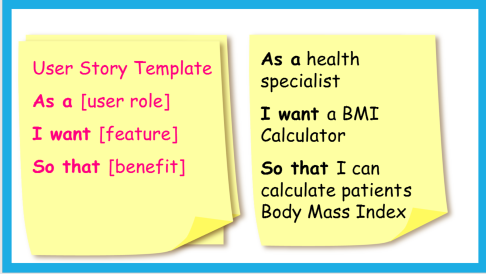 User Story Template
As a [user role]
I want [feature]
So that [benefit]
As a health
specialist
I want a BMI
Calculator
So that I can
calculate patients
Body Mass Index